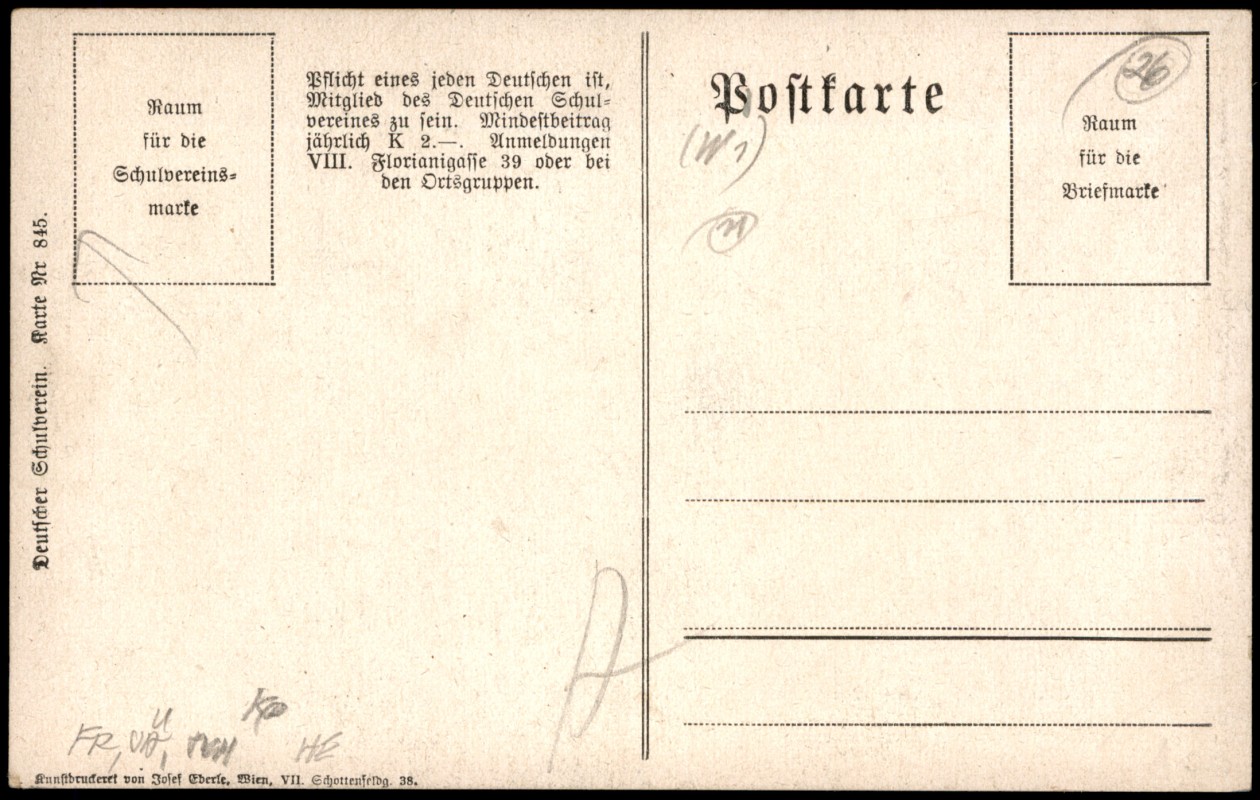 Raum
für die
Schulvereins=
marke
Pflicht eines jeden Deutschen ist,
Mitglied des Deutschen Schul=
vereines zu sein. Mindestbeitrag
jährlich K 2.—. Anmeldungen
VIII. Florianigasse 39 oder bei
den Ortsgruppen.
Deutscher Schulverein. Karte Nr 845.
Kunstdruckerei von Josef Eberle, Wien, VII. Schottenfeldg. 38.
FR,
HE
Postkarte
26
Raum
für die
Briefmarke